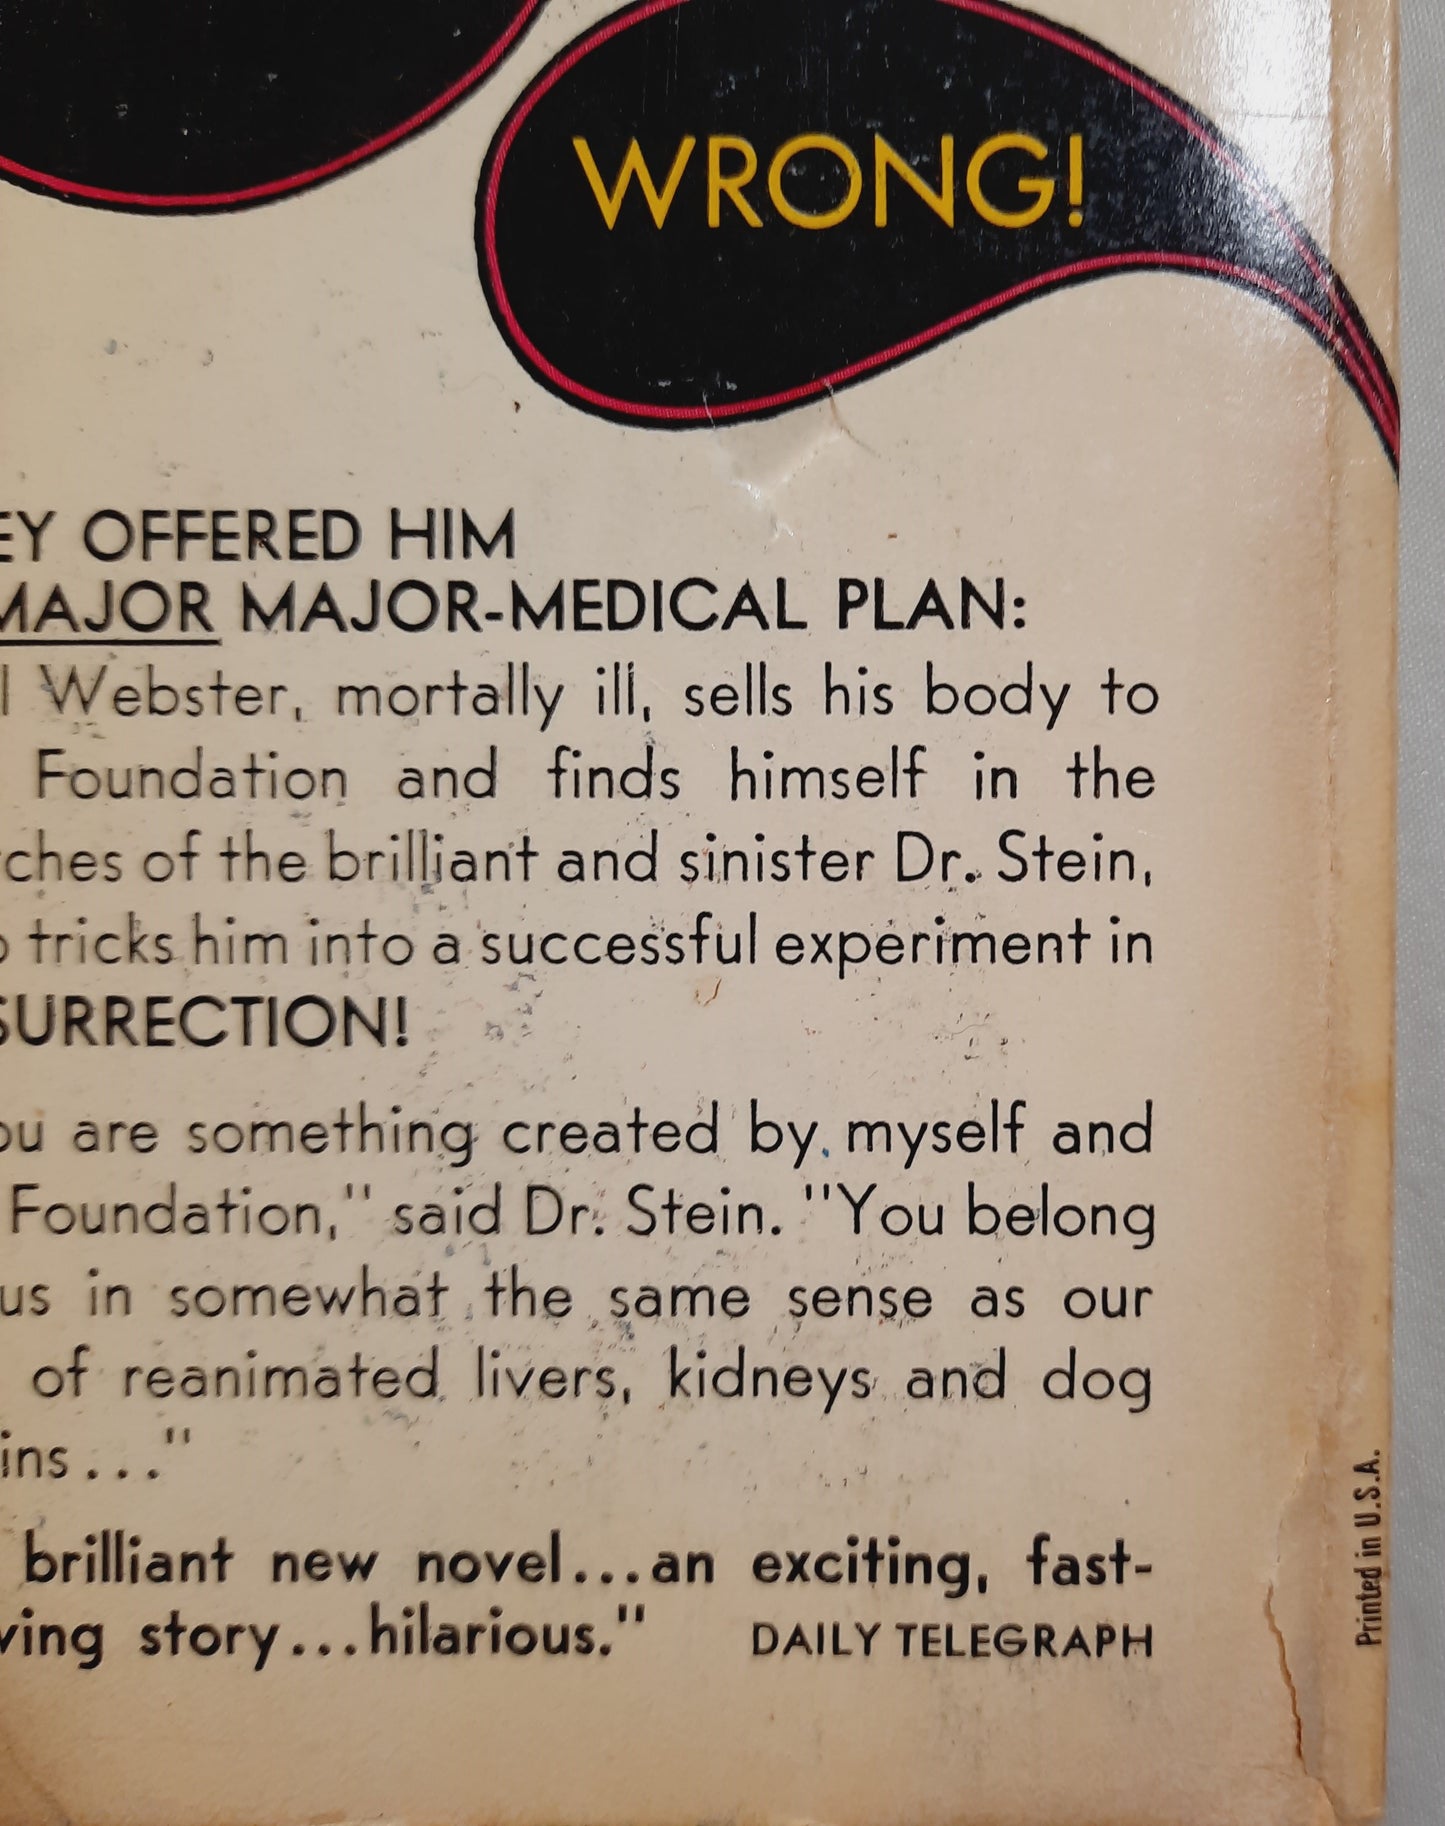 WRONG!
EY OFFERED HIM
MAJOR MAJOR-MEDICAL PLAN:
l Webster, mortally ill, sells his body to
Foundation and finds himself in the
ches of the brilliant and sinister Dr. Stein,
o tricks him into a successful experiment in
SURRECTION!
ou are something created by myself and
Foundation," said Dr. Stein. "You belong
us in somewhat the same sense as our
of reanimated livers, kidneys and dog
ins..."
brilliant new novel...an exciting, fast-
ving story...hilarious." DAILY TELEGRAPH
Printed in U.S.A.